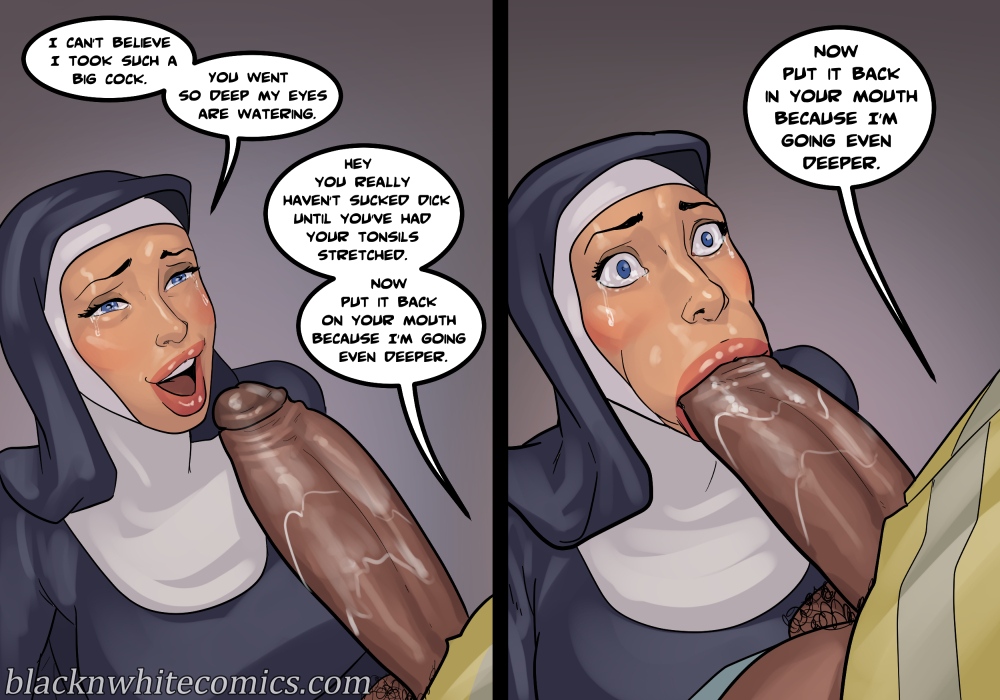 I CAN'T BELIEVE
I TOOK SUCH A
BIG COCK.
YOU WENT
SO DEEP MY EYES
ARE WATERING.
HEY
YOU REALLY
HAVEN'T SUCKED DICK
UNTIL YOU'VE HAD
YOUR TONSILS
STRETCHED.
NOW
PUT IT BACK
ON YOUR MOUTH
BECAUSE I'M GOING
EVEN DEEPER.
NOW
PUT IT BACK
IN YOUR MOUTH
BECAUSE I'M
GOING EVEN
DEEPER.
blacknwhitecomics.com